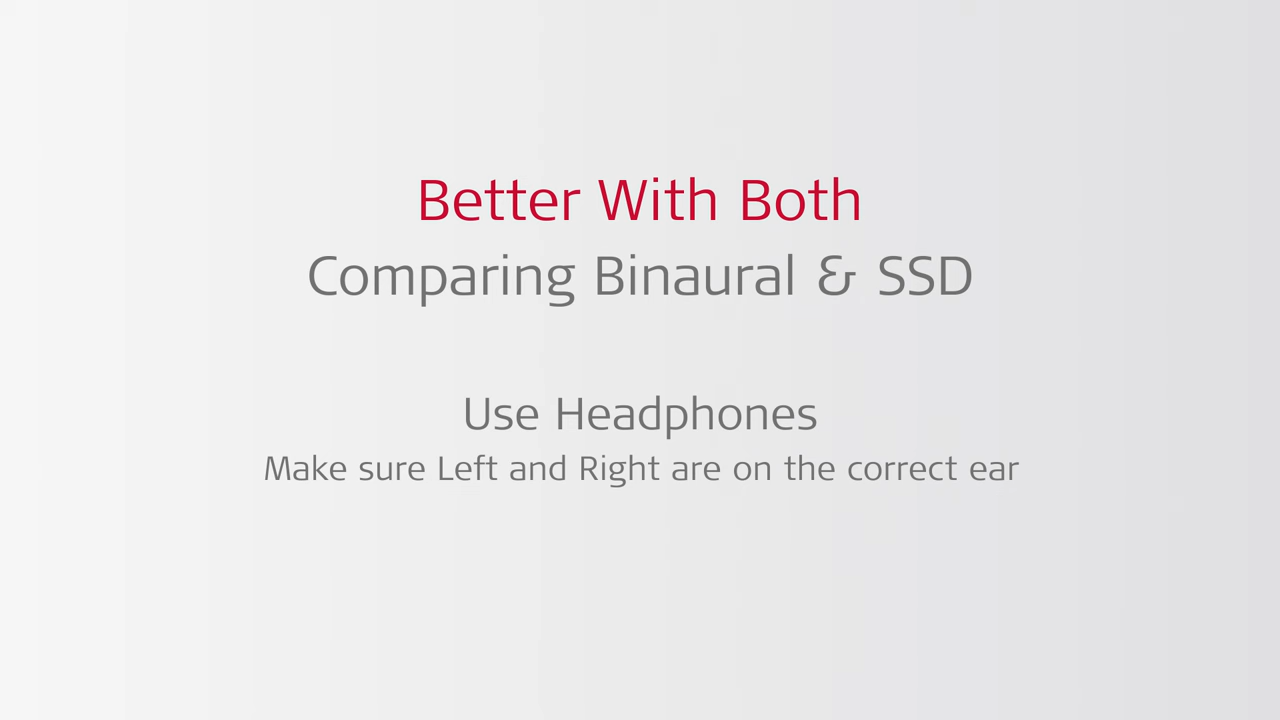 Better With Both
Comparing Binaural & SSD
Use Headphones
Make sure Left and Right are on the correct ear